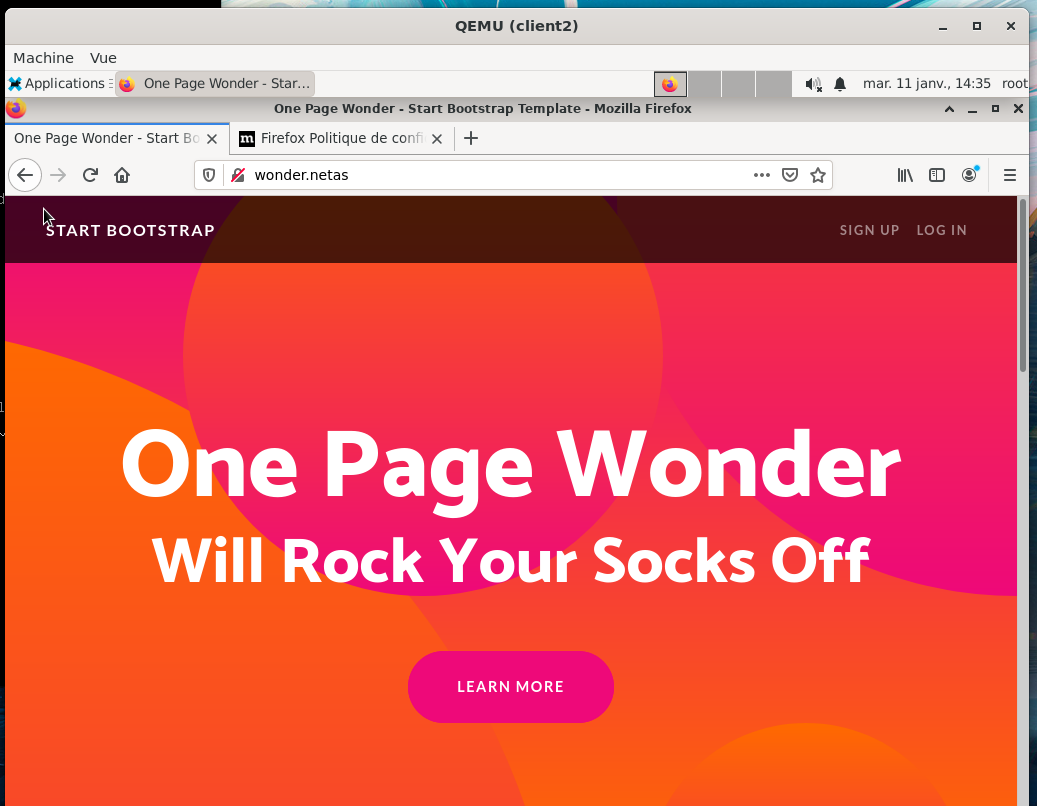 QEMU (client2)
Machine Vue
Applications One Page Wonder - Star... mar. 11 janv., 14:35 root
One Page Wonder - Start Bootstrap Template - Mozilla Firefox
One Page Wonder - Start Bo Firefox Politique de confi
wonder.netas
START BOOTSTRAP SIGN UP LOG IN
One Page Wonder
Will Rock Your Socks Off
LEARN MORE